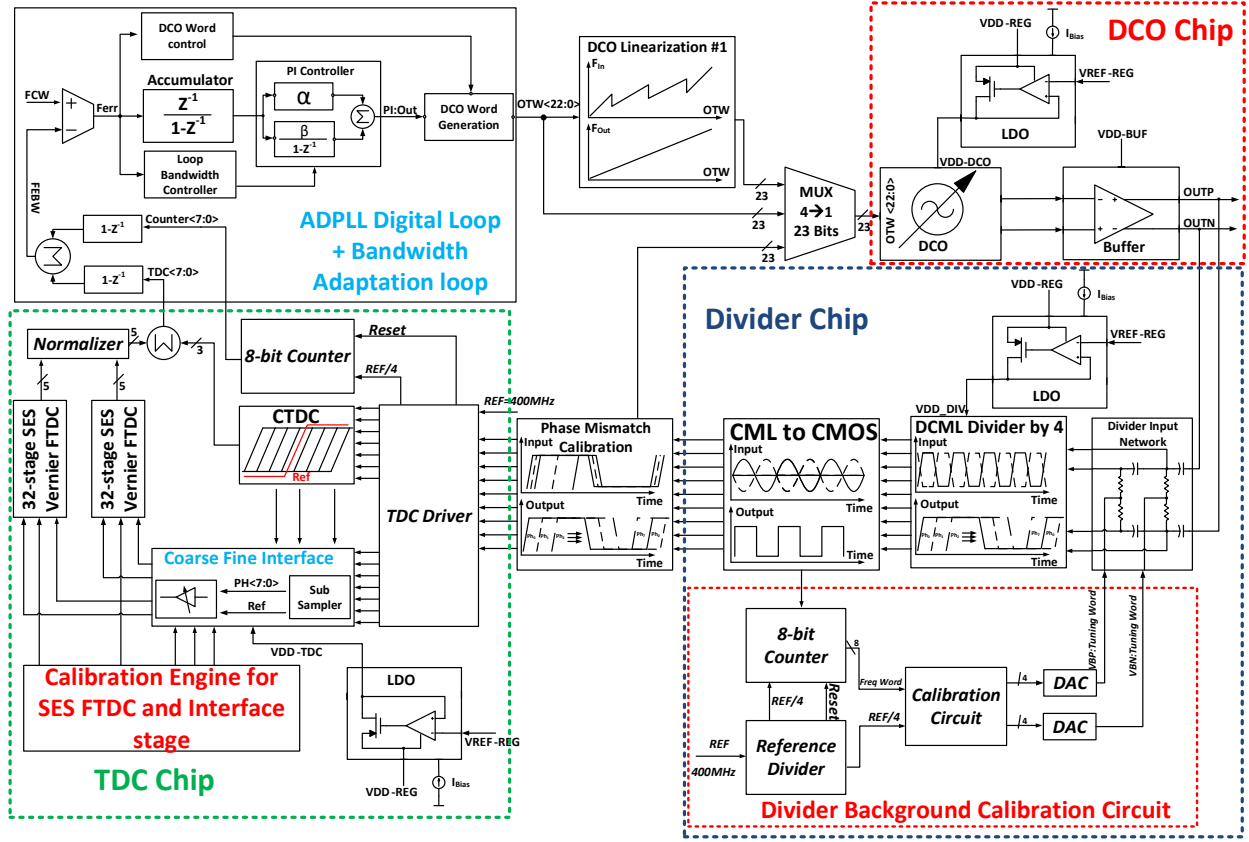 DCO Word
control
Accumulator
Z-1
1-Z-1
PI Controller
α
β
1-Z-1
Σ
PI:Out
DCO Word
Generation
OTW<22:0>
FCW
+
−
Ferr
Loop
Bandwidth
Controller
FEBW
Counter<7:0>
1-Z-1
Σ
TDC<7:0>
1-Z-1
ADPLL Digital Loop
+ Bandwidth
Adaptation loop
DCO Linearization #1
FIn
OTW
FOut
OTW
23
23
23
MUX
4→1
23 Bits
23
DCO Chip
VDD-REG
IBias
VREF-REG
LDO
VDD-BUF
VDD-DCO
OTW <22:0>
DCO
Buffer
OUTP
OUTN
Divider Chip
VDD-REG
IBias
VREF-REG
LDO
VDD_DIV
DCML Divider by 4
Input
Time
Output
Ph0 Ph1 Ph2
Time
Divider Input
Network
CML to CMOS
Input
Time
Output
Time
Phase Mismatch
Calibration
Input
Time
Output
Time
REF=400MHz
TDC Driver
Reset
REF/4
8-bit Counter
Normalizer
5
Σ
3
5
5
32-stage SES
Vernier FTDC
32-stage SES
Vernier FTDC
CTDC
Ref
Coarse Fine Interface
PH<7:0>
Ref
Sub
Sampler
VDD-TDC
Calibration Engine for
SES FTDC and Interface
stage
TDC Chip
LDO
VREF-REG
VDD-REG
IBias
8-bit
Counter
8
Freq Word
REF/4
Reset
REF/4
REF
400MHz
Reference
Divider
Calibration
Circuit
4
DAC
4
DAC
VBP:Tuning Word
VBN:Tuning Word
Divider Background Calibration Circuit